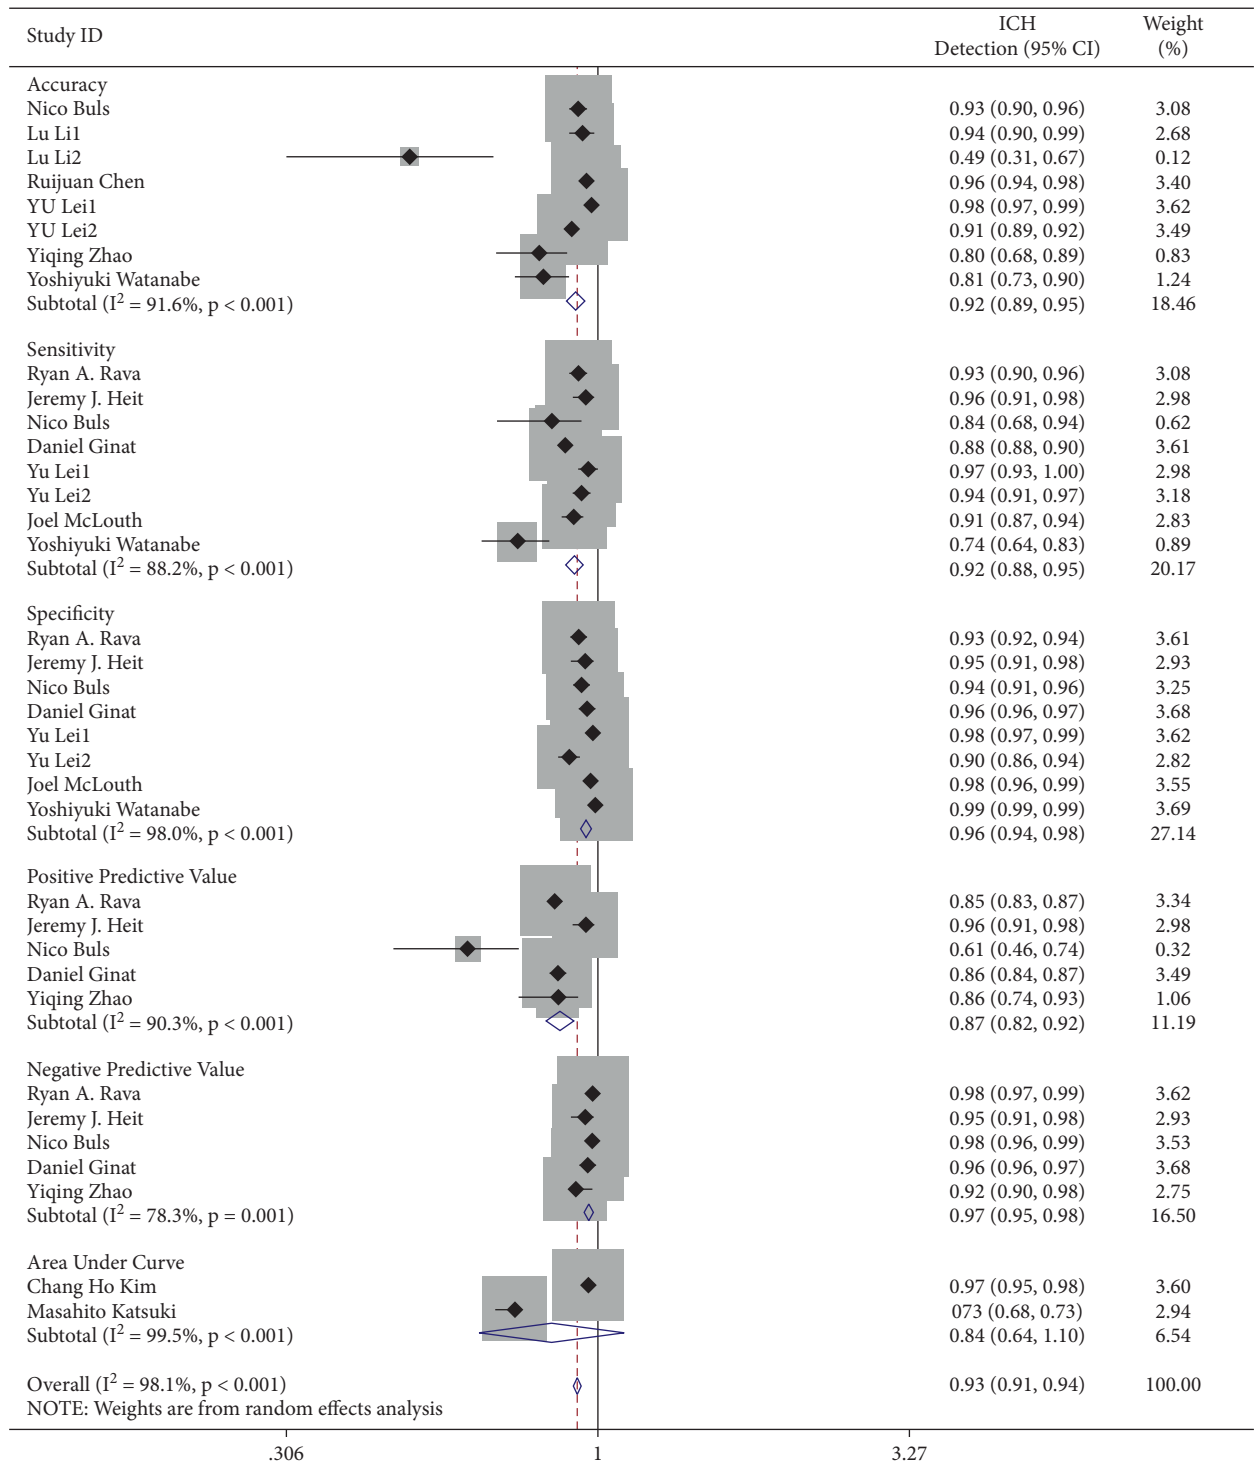 Study ID ICH Detection (95% CI) Weight (%)
Accuracy
Nico Buls 0.93 (0.90, 0.96) 3.08
Lu Li1 0.94 (0.90, 0.99) 2.68
Lu Li2 0.49 (0.31, 0.67) 0.12
Ruijuan Chen 0.96 (0.94, 0.98) 3.40
YU Lei1 0.98 (0.97, 0.99) 3.62
YU Lei2 0.91 (0.89, 0.92) 3.49
Yiqing Zhao 0.80 (0.68, 0.89) 0.83
Yoshiyuki Watanabe 0.81 (0.73, 0.90) 1.24
Subtotal (I² = 91.6%, p < 0.001) 0.92 (0.89, 0.95) 18.46
Sensitivity
Ryan A. Rava 0.93 (0.90, 0.96) 3.08
Jeremy J. Heit 0.96 (0.91, 0.98) 2.98
Nico Buls 0.84 (0.68, 0.94) 0.62
Daniel Ginat 0.88 (0.88, 0.90) 3.61
Yu Lei1 0.97 (0.93, 1.00) 2.98
Yu Lei2 0.94 (0.91, 0.97) 3.18
Joel McLouth 0.91 (0.87, 0.94) 2.83
Yoshiyuki Watanabe 0.74 (0.64, 0.83) 0.89
Subtotal (I² = 88.2%, p < 0.001) 0.92 (0.88, 0.95) 20.17
Specificity
Ryan A. Rava 0.93 (0.92, 0.94) 3.61
Jeremy J. Heit 0.95 (0.91, 0.98) 2.93
Nico Buls 0.94 (0.91, 0.96) 3.25
Daniel Ginat 0.96 (0.96, 0.97) 3.68
Yu Lei1 0.98 (0.97, 0.99) 3.62
Yu Lei2 0.90 (0.86, 0.94) 2.82
Joel McLouth 0.98 (0.96, 0.99) 3.55
Yoshiyuki Watanabe 0.99 (0.99, 0.99) 3.69
Subtotal (I² = 98.0%, p < 0.001) 0.96 (0.94, 0.98) 27.14
Positive Predictive Value
Ryan A. Rava 0.85 (0.83, 0.87) 3.34
Jeremy J. Heit 0.96 (0.91, 0.98) 2.98
Nico Buls 0.61 (0.46, 0.74) 0.32
Daniel Ginat 0.86 (0.84, 0.87) 3.49
Yiqing Zhao 0.86 (0.74, 0.93) 1.06
Subtotal (I² = 90.3%, p < 0.001) 0.87 (0.82, 0.92) 11.19
Negative Predictive Value
Ryan A. Rava 0.98 (0.97, 0.99) 3.62
Jeremy J. Heit 0.95 (0.91, 0.98) 2.93
Nico Buls 0.98 (0.96, 0.99) 3.53
Daniel Ginat 0.96 (0.96, 0.97) 3.68
Yiqing Zhao 0.92 (0.90, 0.98) 2.75
Subtotal (I² = 78.3%, p = 0.001) 0.97 (0.95, 0.98) 16.50
Area Under Curve
Chang Ho Kim 0.97 (0.95, 0.98) 3.60
Masahito Katsuki 073 (0.68, 0.73) 2.94
Subtotal (I² = 99.5%, p < 0.001) 0.84 (0.64, 1.10) 6.54
Overall (I² = 98.1%, p < 0.001) 0.93 (0.91, 0.94) 100.00
NOTE: Weights are from random effects analysis
.306 1 3.27